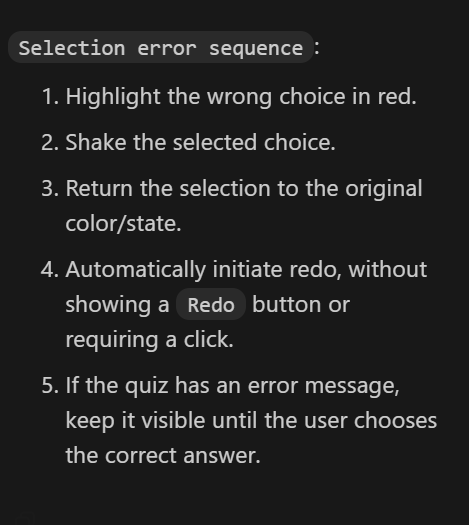 Selection error sequence:
1. Highlight the wrong choice in red.
2. Shake the selected choice.
3. Return the selection to the original
color/state.
4. Automatically initiate redo, without
showing a Redo button or
requiring a click.
5. If the quiz has an error message,
keep it visible until the user chooses
the correct answer.